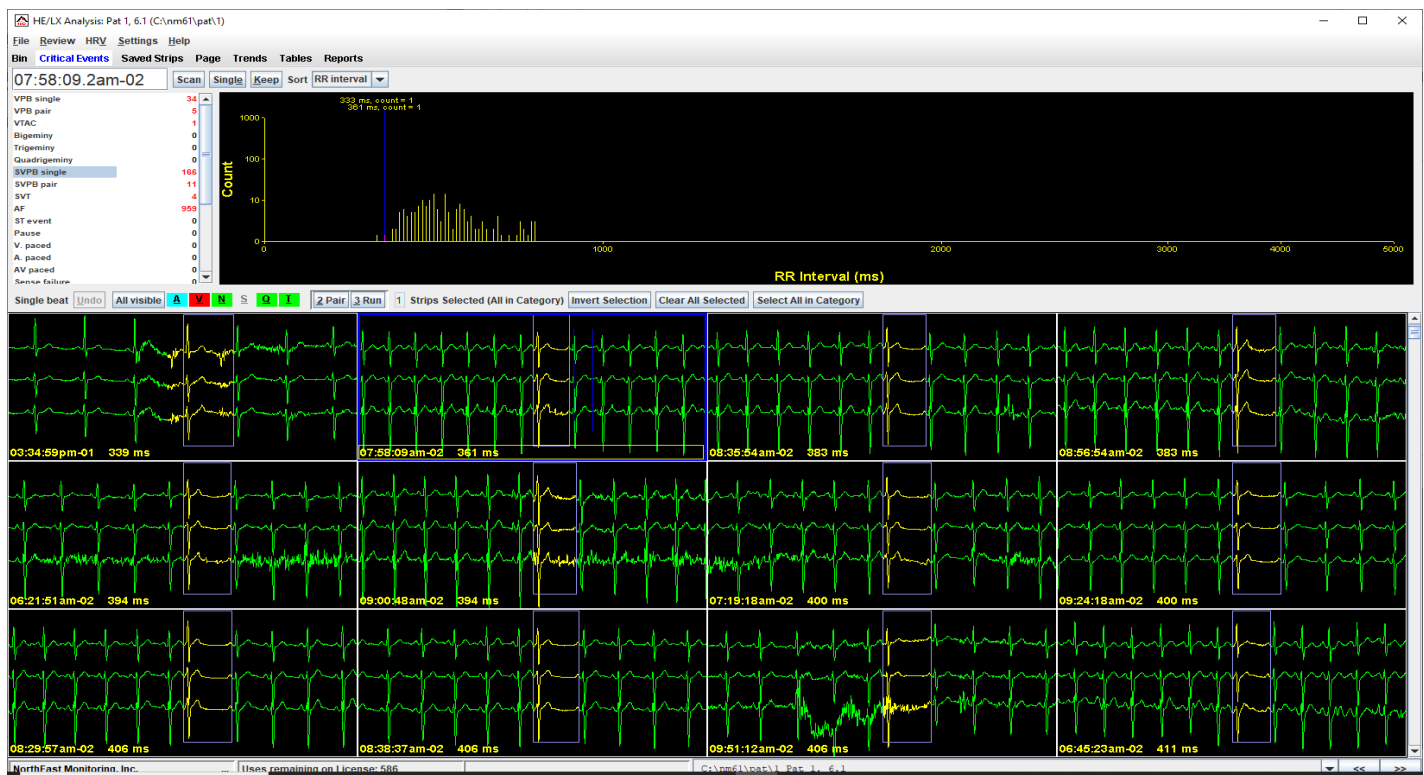 HE/LX Analysis: Pat 1, 6.1 (C:\nm61\pat\1)
File Review HRV Settings Help
Bin Critical Events Saved Strips Page Trends Tables Reports
07:58:09.2am-02 Scan Single Keep Sort RR interval
VPB single 34
VPB pair 5
VTAC 1
Bigeminy 0
Trigeminy 0
Quadrigeminy 0
SVPB single 166
SVPB pair 11
SVT 4
AF 959
ST event 0
Pause 0
V. paced 0
A. paced 0
AV paced 0
Sense failure 0
333 ms, count = 1
361 ms, count = 1
1000
100
10
0
Count
0 1000 2000 3000 4000 5000
RR Interval (ms)
Single beat Undo All visible A V N S Q I 2 Pair 3 Run 1 Strips Selected (All in Category) Invert Selection Clear All Selected Select All in Category
03:34:59pm-01 339 ms 07:58:09am-02 361 ms 08:35:54am-02 383 ms 08:56:54am-02 383 ms
06:21:51am-02 394 ms 09:00:48am-02 394 ms 07:19:18am-02 400 ms 09:24:18am-02 400 ms
08:29:57am-02 406 ms 08:38:37am-02 406 ms 09:51:12am-02 406 ms 06:45:23am-02 411 ms
NorthEast Monitoring, Inc. ... Uses remaining on License: 586 C:\nm61\pat\1 Pat 1, 6.1 << >>